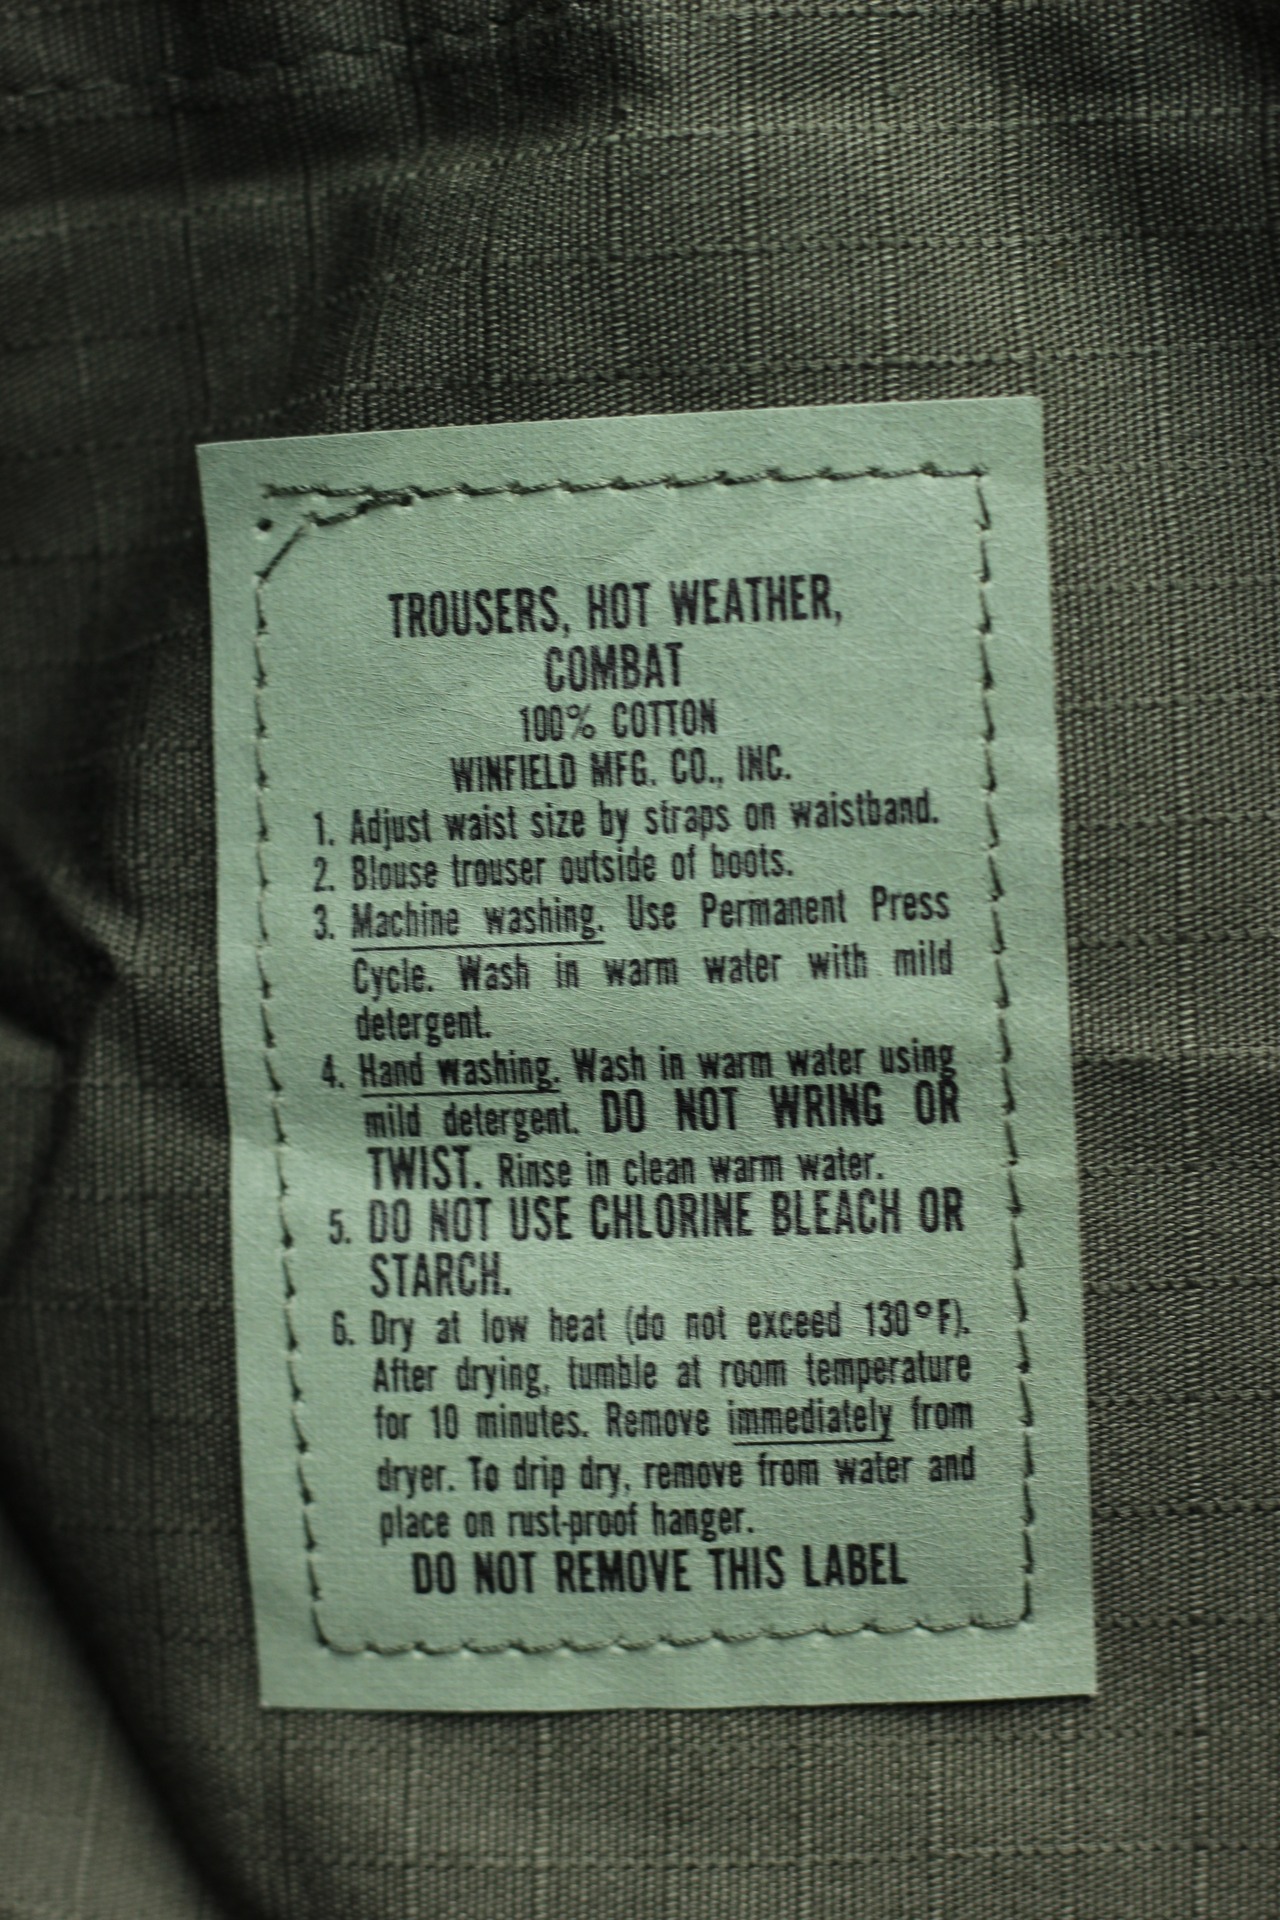 TROUSERS, HOT WEATHER,
COMBAT
100% COTTON
WINFIELD MFG. CO., INC.
1. Adjust waist size by straps on waistband.
2. Blouse trouser outside of boots.
3. Machine washing. Use Permanent Press
Cycle. Wash in warm water with mild
detergent.
4. Hand washing. Wash in warm water using
mild detergent. DO NOT WRING OR
TWIST. Rinse in clean warm water.
5. DO NOT USE CHLORINE BLEACH OR
STARCH.
6. Dry at low heat (do not exceed 130°F).
After drying, tumble at room temperature
for 10 minutes. Remove immediately from
dryer. To drip dry, remove from water and
place on rust-proof hanger.
DO NOT REMOVE THIS LABEL